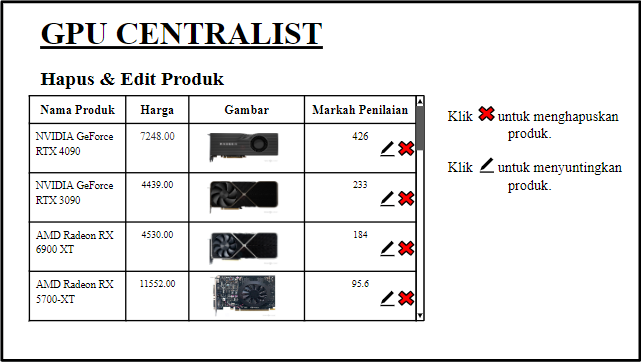 GPU CENTRALIST
Hapus & Edit Produk
Nama Produk Harga Gambar Markah Penilaian
NVIDIA GeForce 7248.00 426
RTX 4090
NVIDIA GeForce 4439.00 233
RTX 3090
AMD Radeon RX 4530.00 184
6900 XT
AMD Radeon RX 11552.00 95.6
5700-XT
Klik untuk menghapuskan
produk.
Klik untuk menyuntingkan
produk.